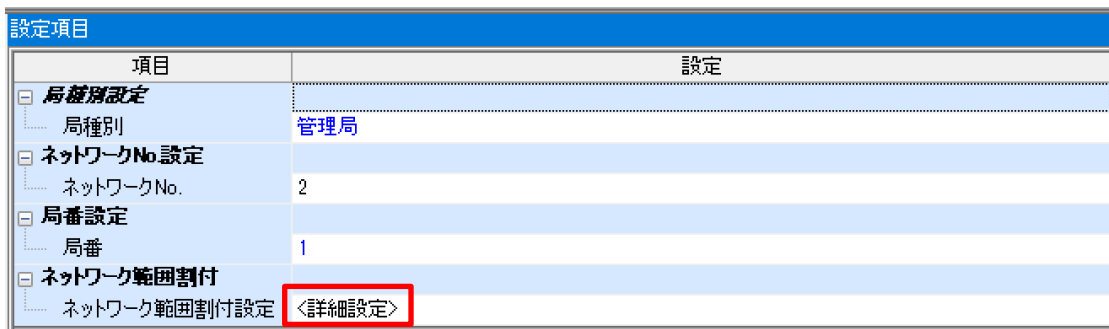 設定項目
項目 設定
局種別設定
局種別 管理局
ネットワークNo.設定
ネットワークNo. 2
局番設定
局番 1
ネットワーク範囲割付
ネットワーク範囲割付設定 <詳細設定>